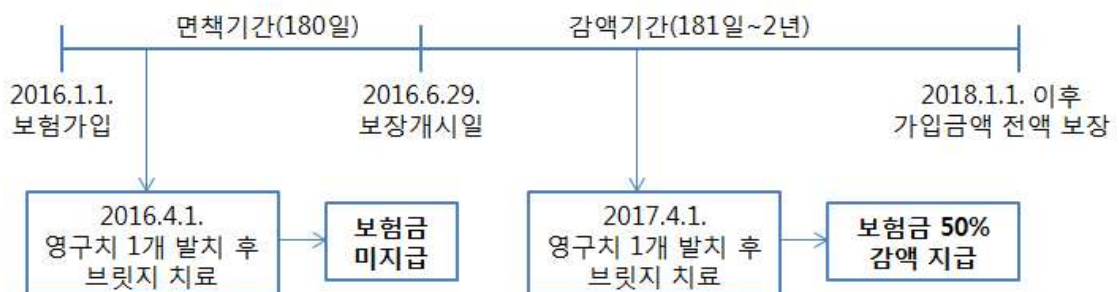 면책기간(180일)
감액기간(181일~2년)
2016.1.1.
보험가입
2016.6.29.
보장개시일
2018.1.1. 이후
가입금액 전액 보장
2016.4.1.
영구치 1개 발치 후
브릿지 치료
보험금
미지급
2017.4.1.
영구치 1개 발치 후
브릿지 치료
보험금 50%
감액 지급